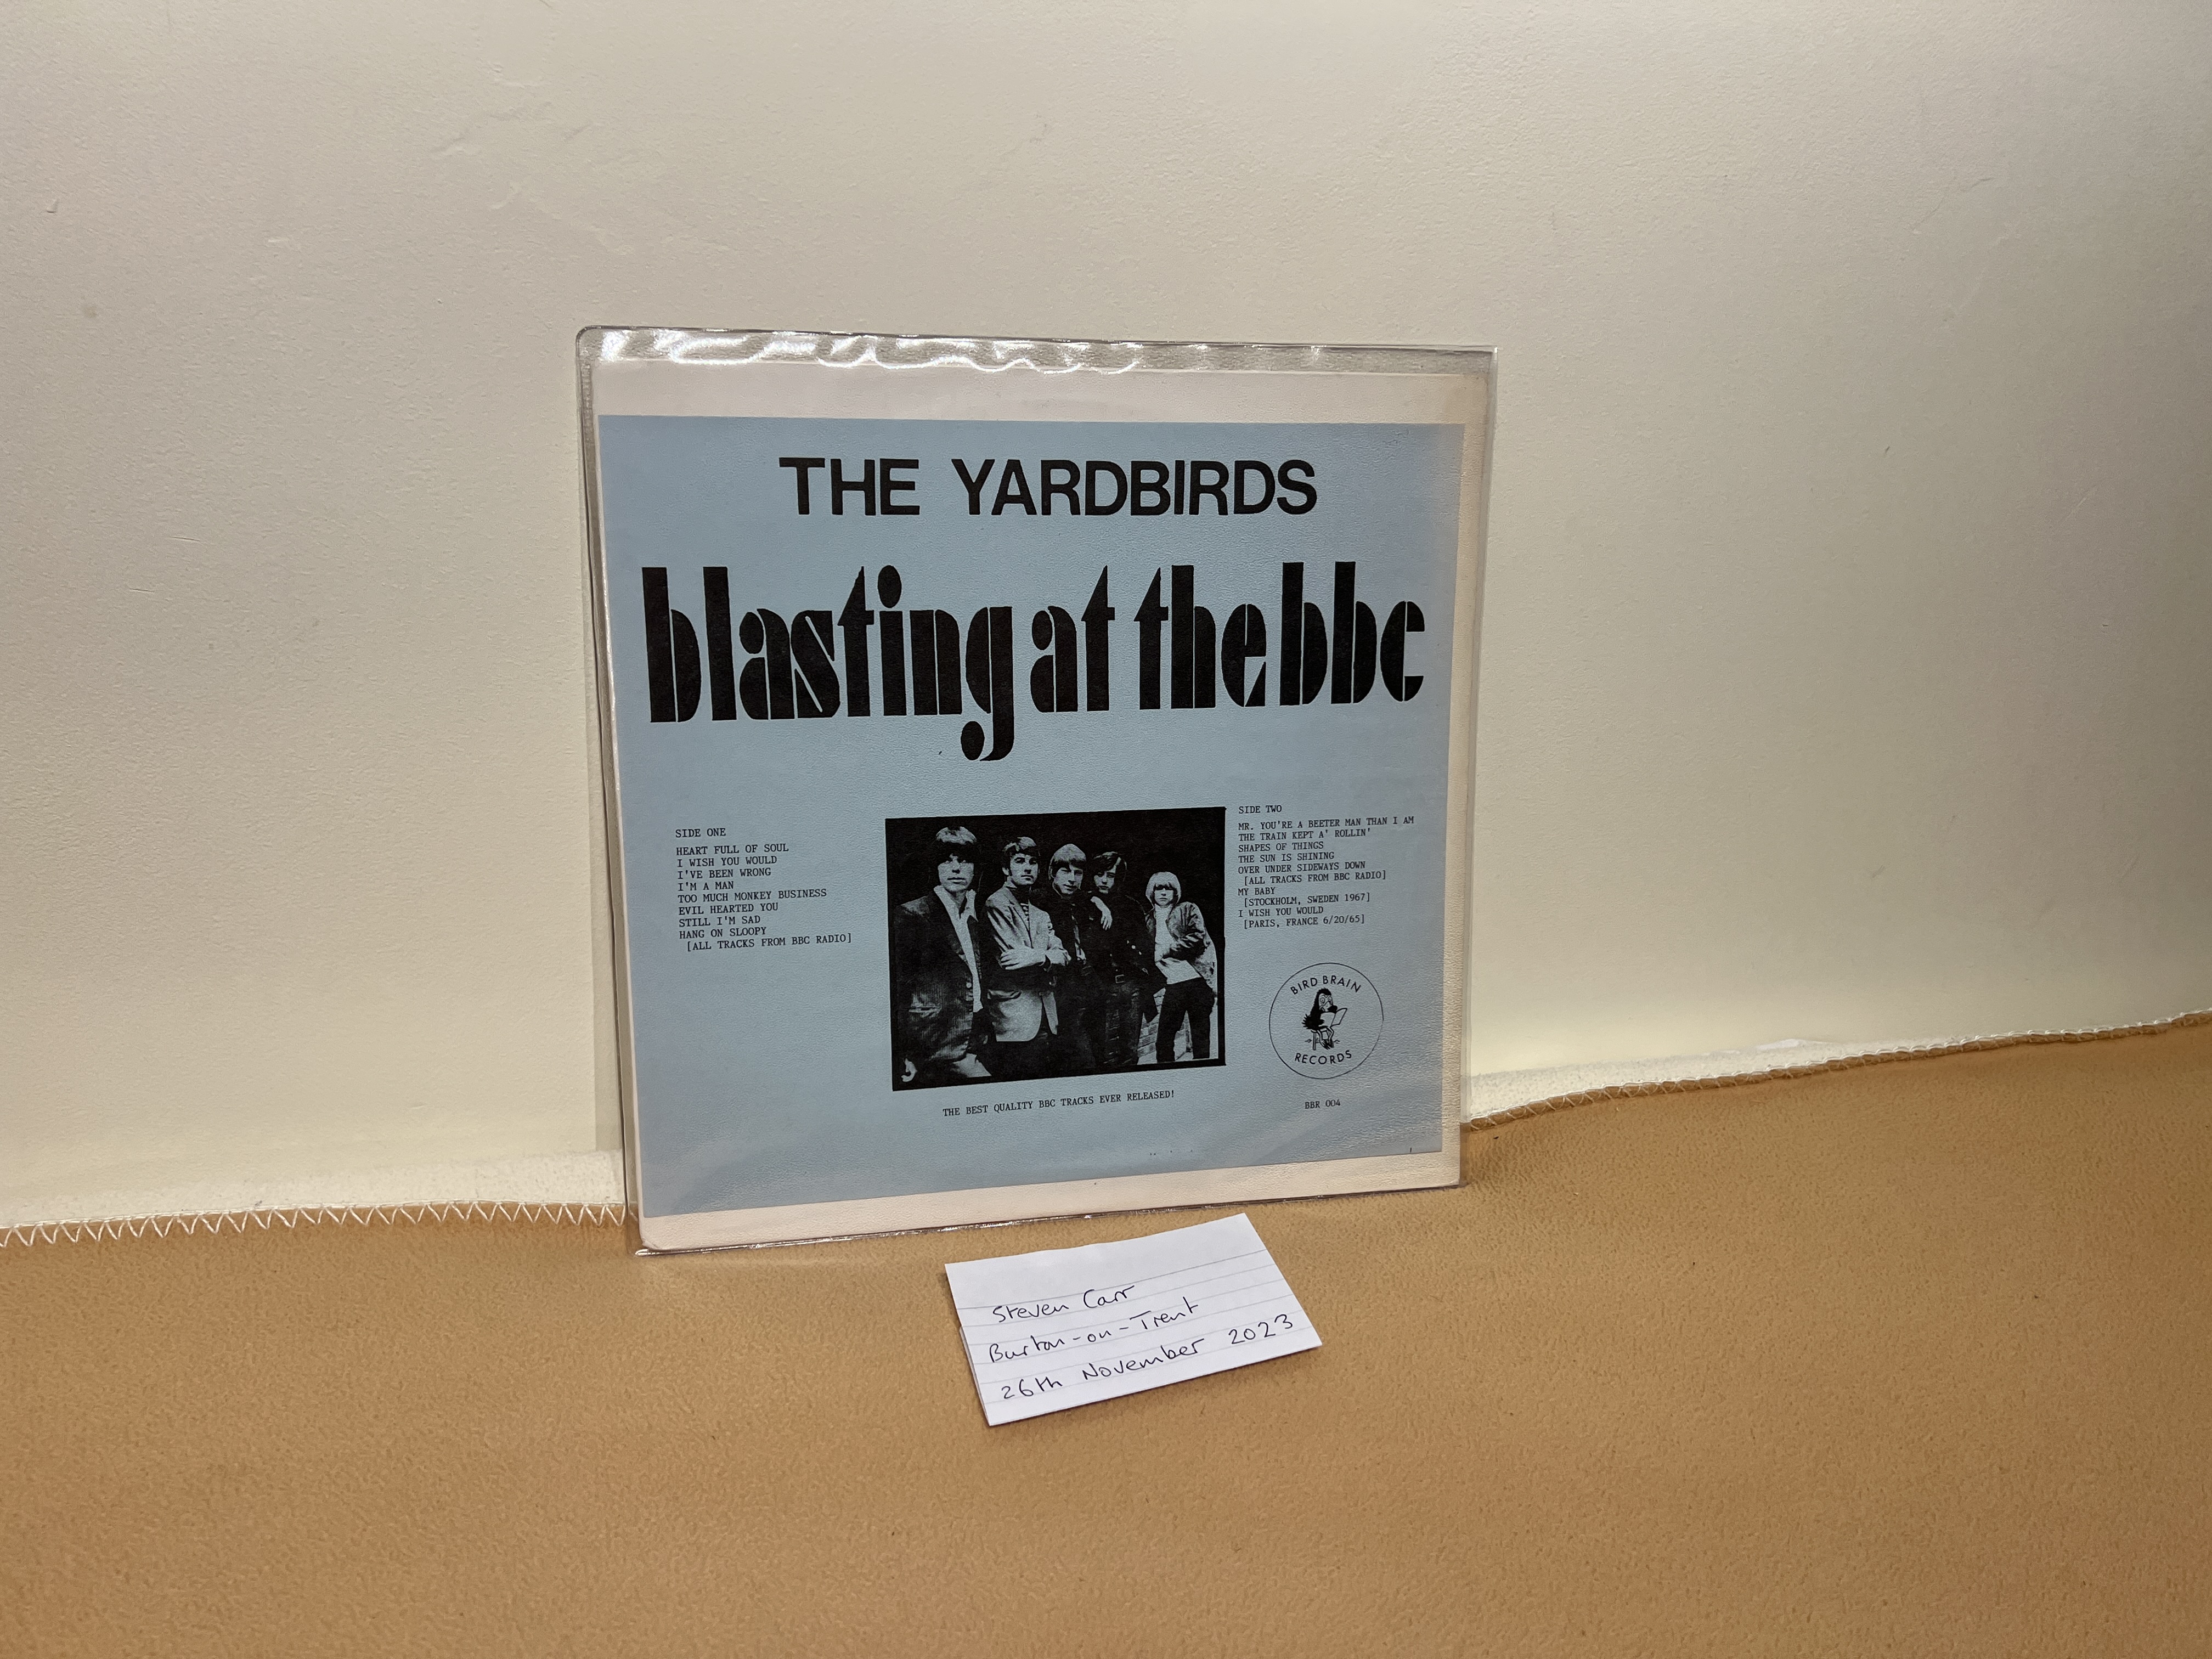 THE YARDBIRDS
blasting at the bbc
SIDE ONE
HEART FULL OF SOUL
I WISH YOU WOULD
I'VE BEEN WRONG
I'M A MAN
TOO MUCH MONKEY BUSINESS
EVIL HEARTED YOU
STILL I'M SAD
HANG ON SLOOPY
[ALL TRACKS FROM BBC RADIO]
SIDE TWO
MR. YOU'RE A BEETER MAN THAN I AM
THE TRAIN KEPT A' ROLLIN'
SHAPES OF THINGS
THE SUN IS SHINING
OVER UNDER SIDEWAYS DOWN
[ALL TRACKS FROM BBC RADIO]
MY BABY
[STOCKHOLM, SWEDEN 1967]
I WISH YOU WOULD
[PARIS, FRANCE 6/20/65]
BIRD BRAIN
RECORDS
THE BEST QUALITY BBC TRACKS EVER RELEASED!
BBR 004
Steven Carr
Burton-on-Trent
26th November 2023